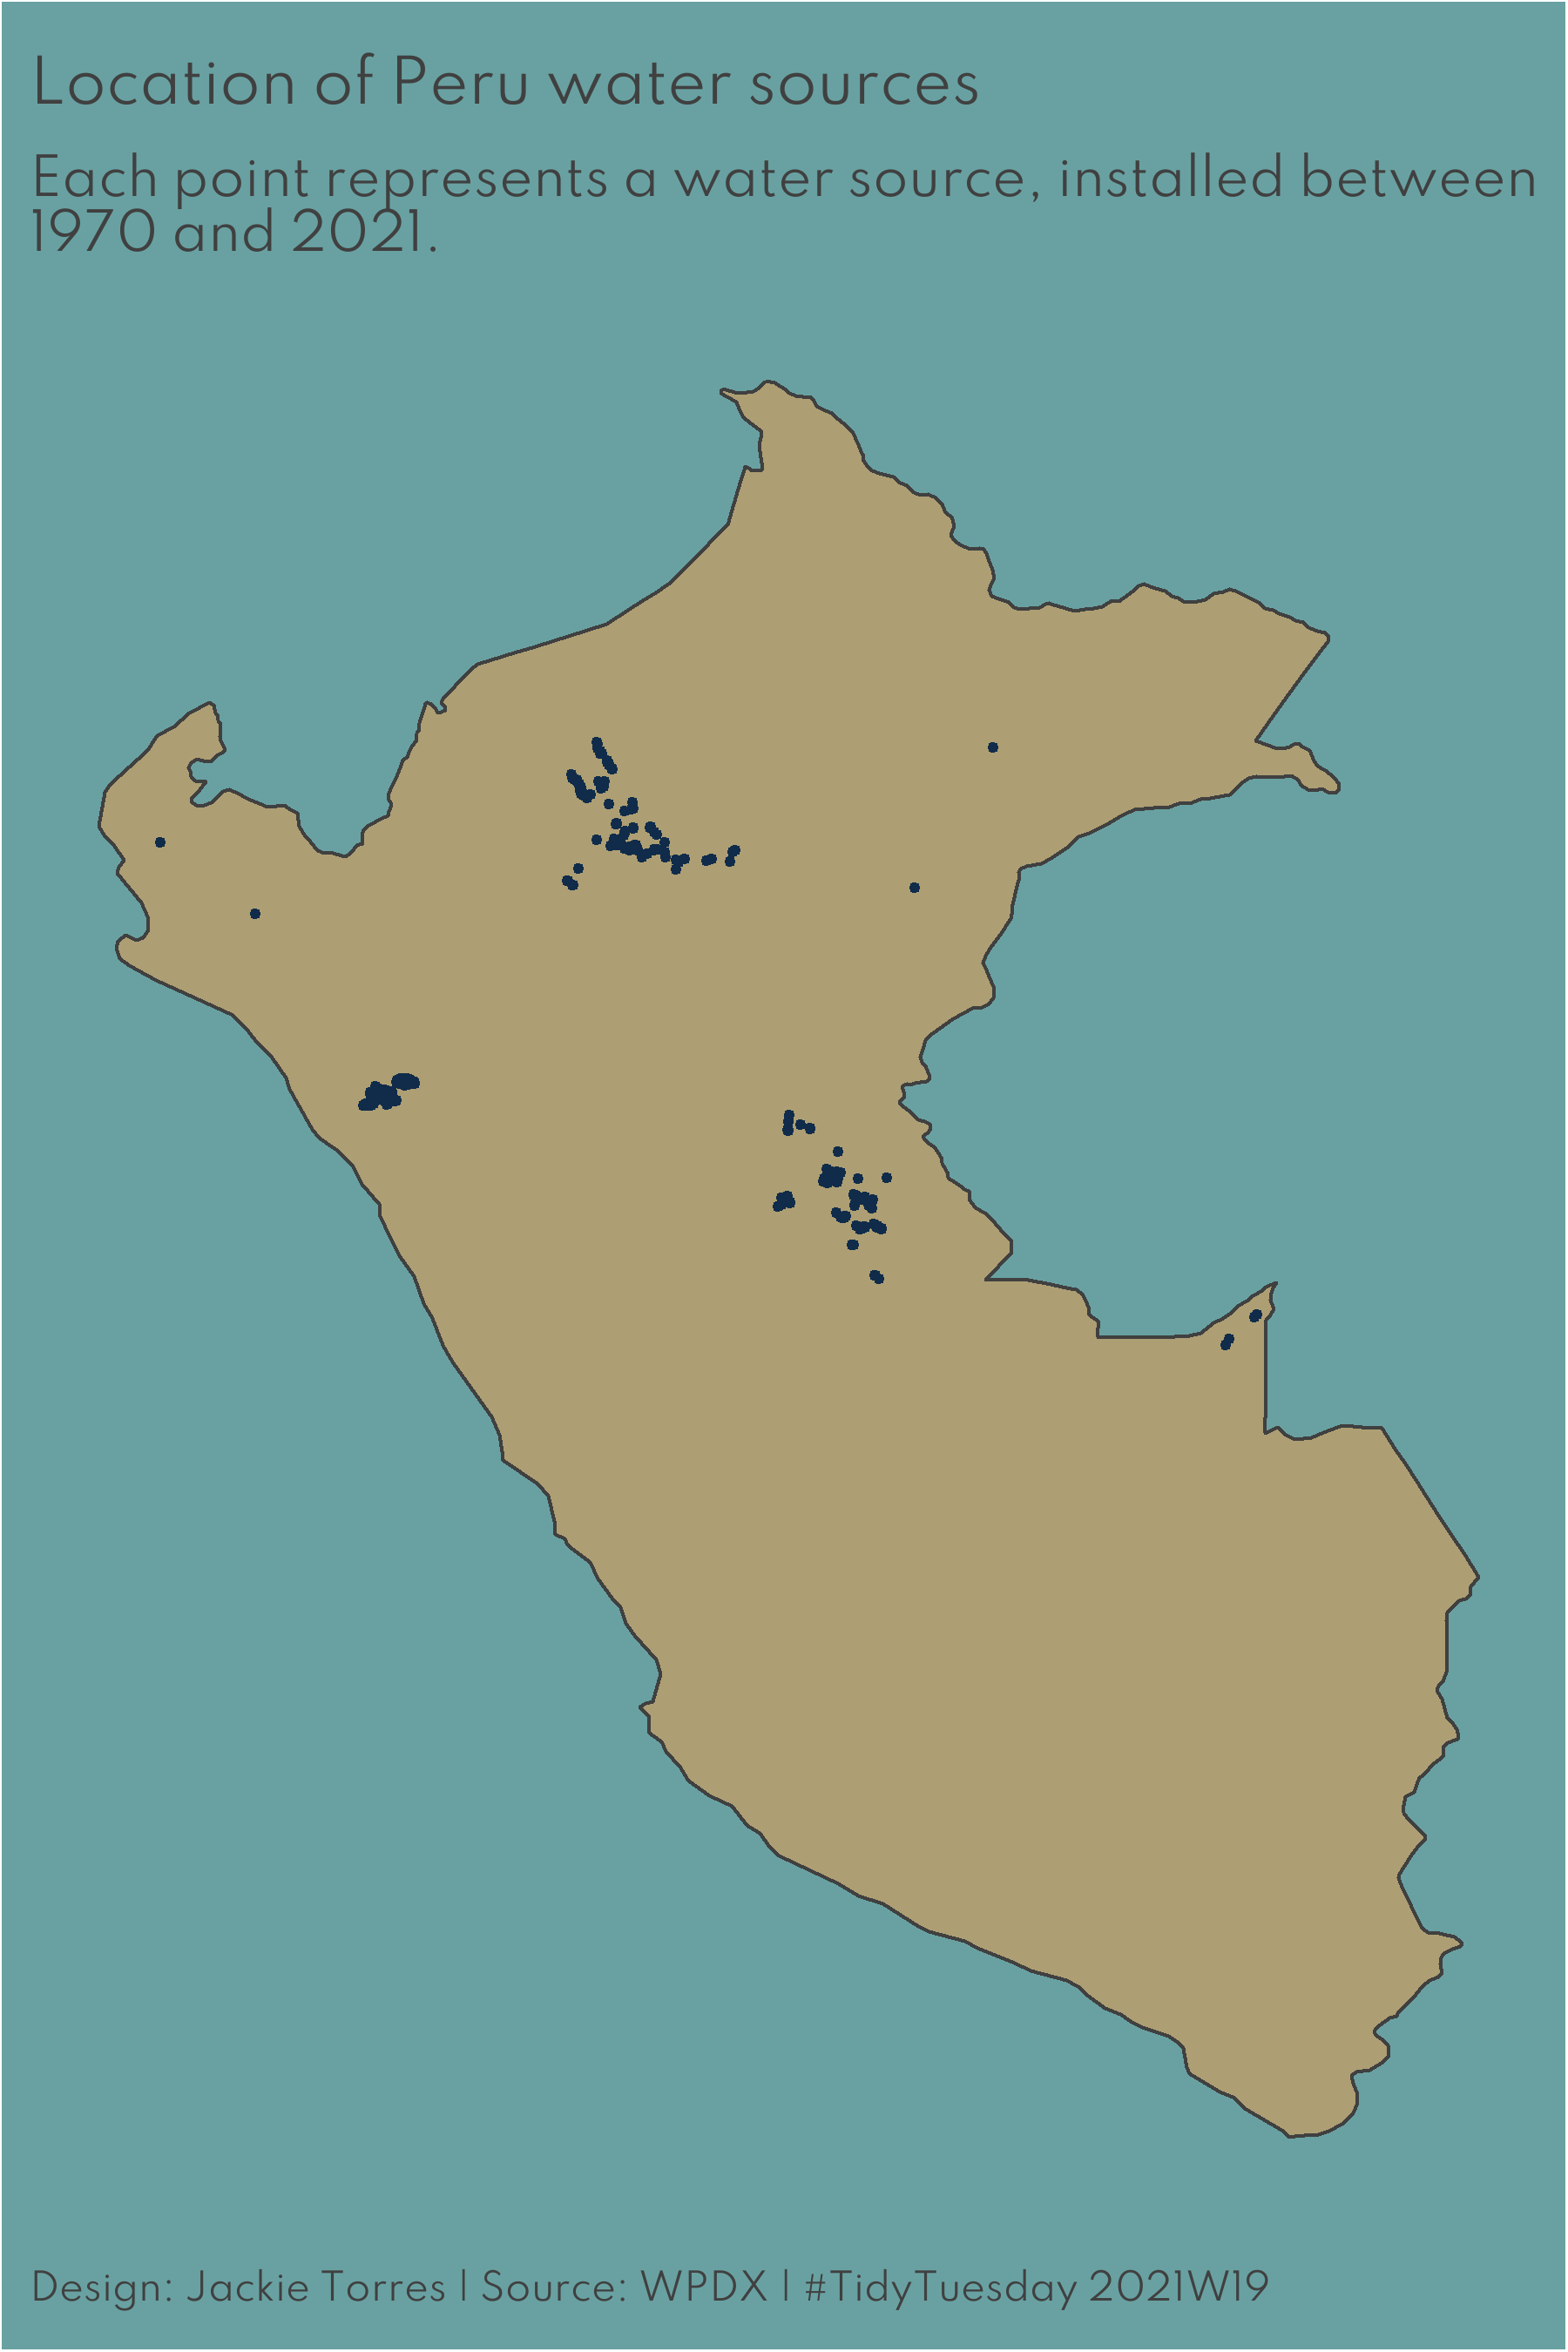 Location of Peru water sources
Each point represents a water source, installed between
1970 and 2021.
Design: Jackie Torres | Source: WPDX | #TidyTuesday 2021W19